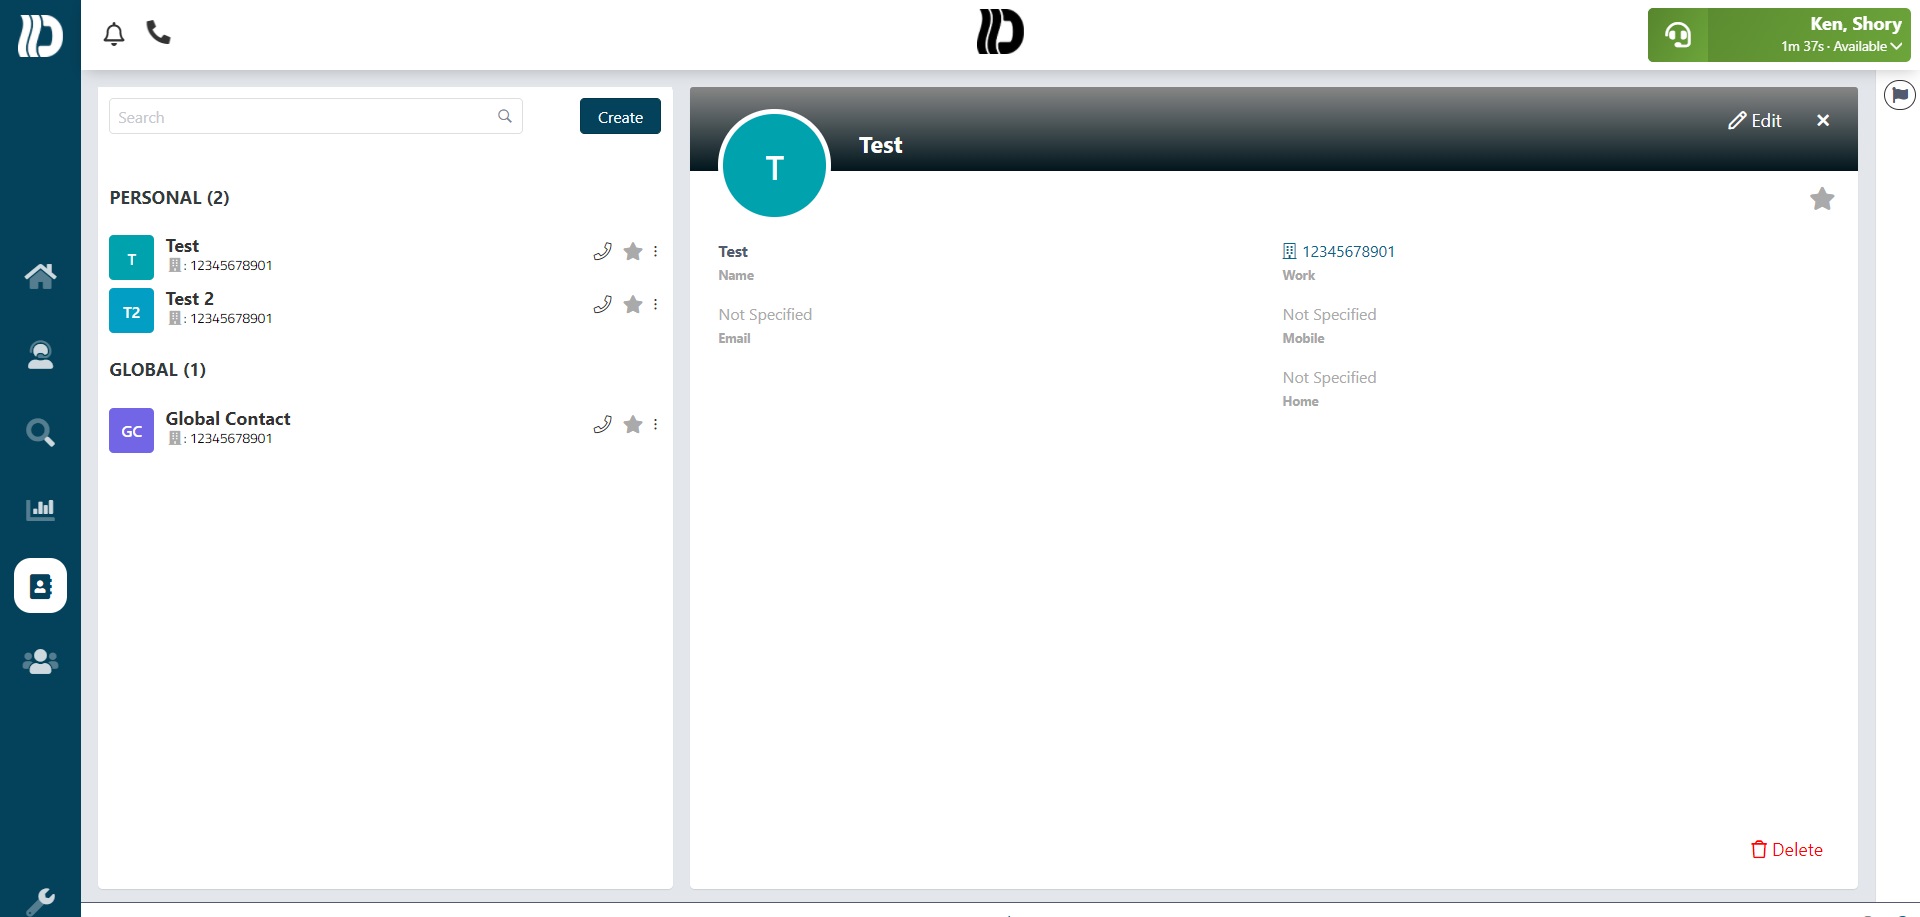 Ken, Shory
1m 37s · Available
Search
Create
PERSONAL (2)
T
Test
: 12345678901
T2
Test 2
: 12345678901
GLOBAL (1)
GC
Global Contact
: 12345678901
T
Test
Edit
Test
Name
Not Specified
Email
12345678901
Work
Not Specified
Mobile
Not Specified
Home
Delete